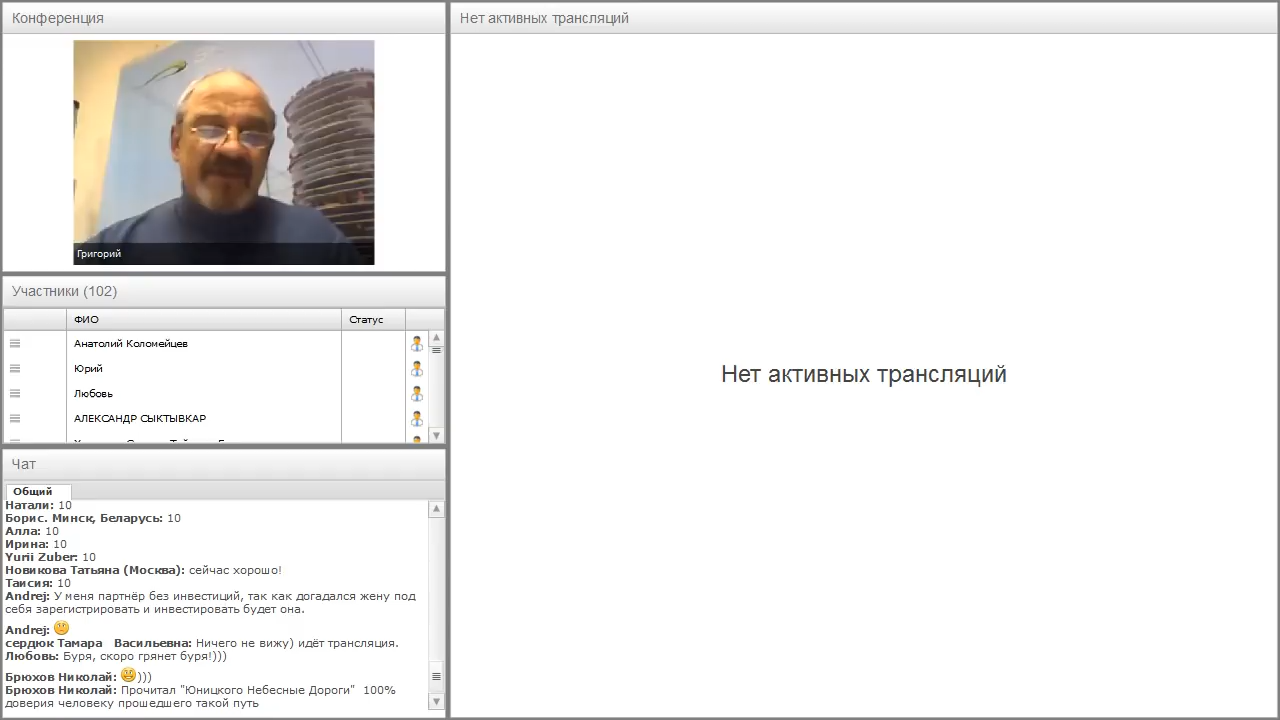 Конференция
Нет активных трансляций
Григорий
Участники (102)
ФИО
Статус
Анатолий Коломейцев
Юрий
Любовь
АЛЕКСАНДР СЫКТЫВКАР
Чат
Общий
Натали: 10
Борис. Минск, Беларусь: 10
Алла: 10
Ирина: 10
Yurii Zuber: 10
Новикова Татьяна (Москва): сейчас хорошо!
Таисия: 10
Andrej: У меня партнёр без инвестиций, так как догадался жену под
себя зарегистрировать и инвестировать будет она.
Andrej:
сердюк Тамара Васильевна: Ничего не вижу) идёт трансляция.
Любовь: Буря, скоро грянет буря!)))
Брюхов Николай: )))
Брюхов Николай: Прочитал "Юницкого Небесные Дороги" 100%
доверия человеку прошедшего такой путь
Нет активных трансляций